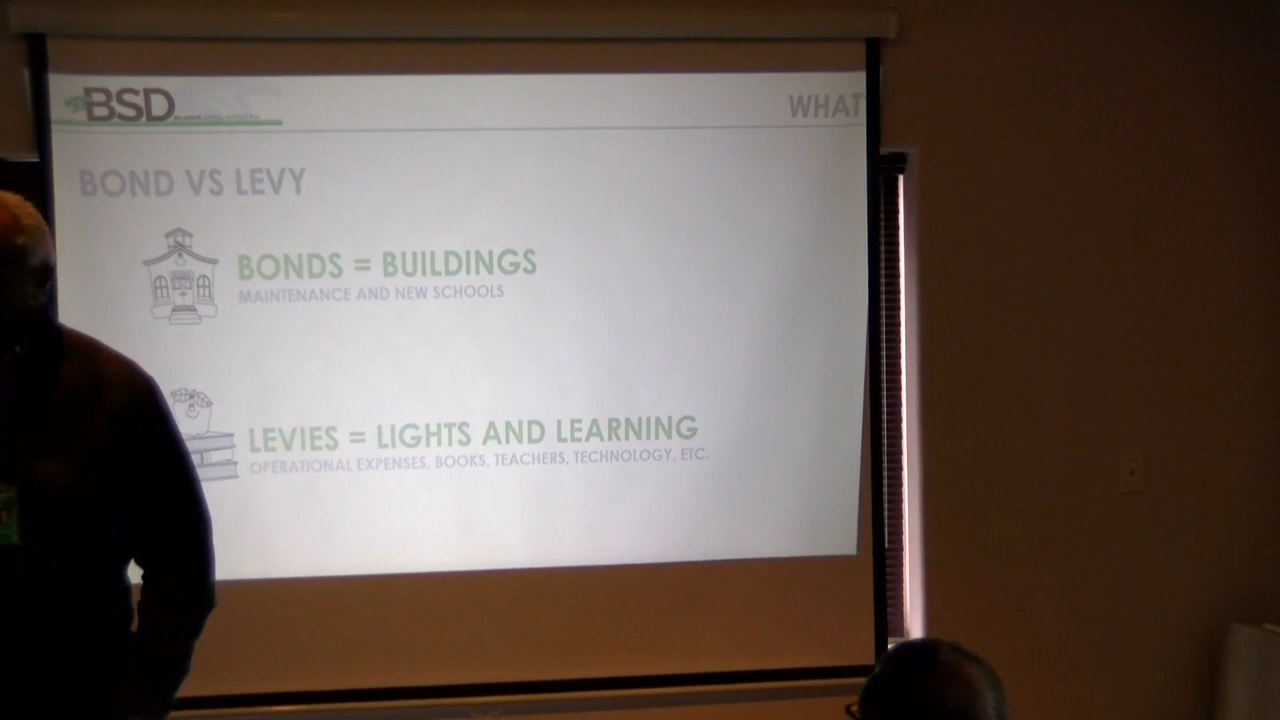 BSD
WHAT
BOND VS LEVY
BONDS = BUILDINGS
MAINTENANCE AND NEW SCHOOLS
LEVIES = LIGHTS AND LEARNING
OPERATIONAL EXPENSES, BOOKS, TEACHERS, TECHNOLOGY, ETC.